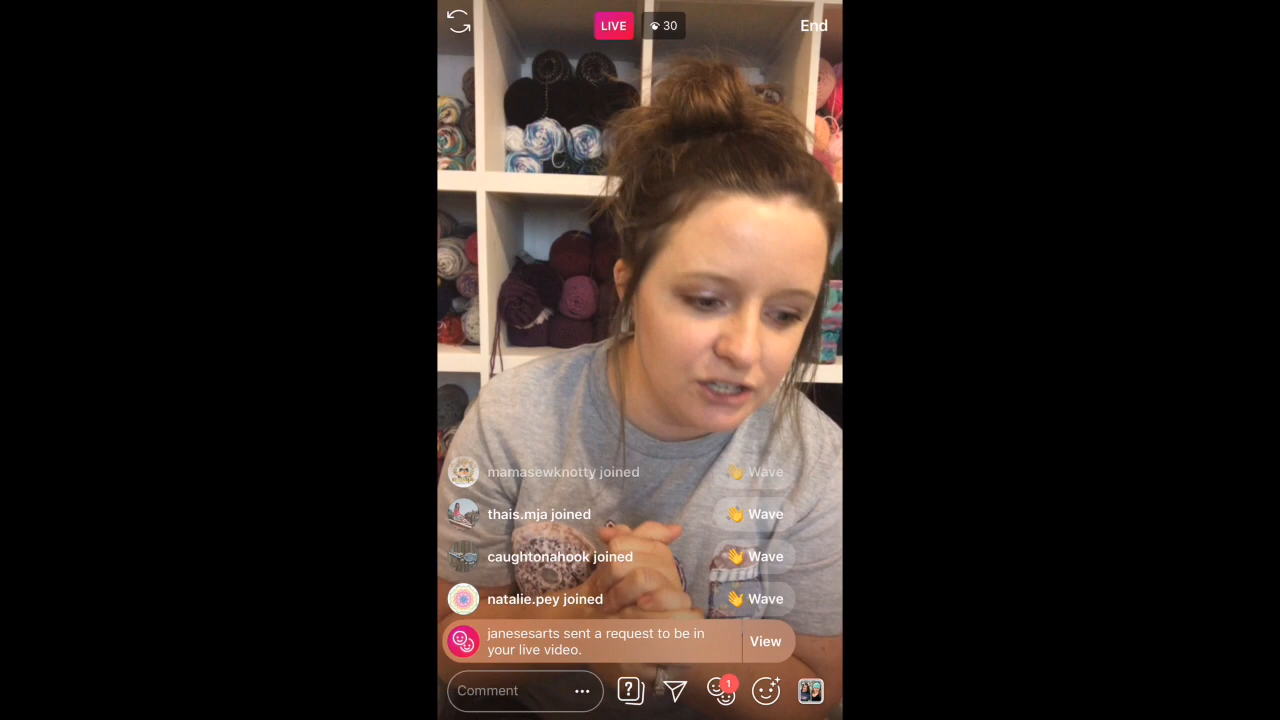 LIVE 30 End
mamasewknotty joined 👋 Wave
thais.mja joined 👋 Wave
caughtonahook joined 👋 Wave
natalie.pey joined 👋 Wave
janesesarts sent a request to be in
your live video.
View
1
Comment ...
?